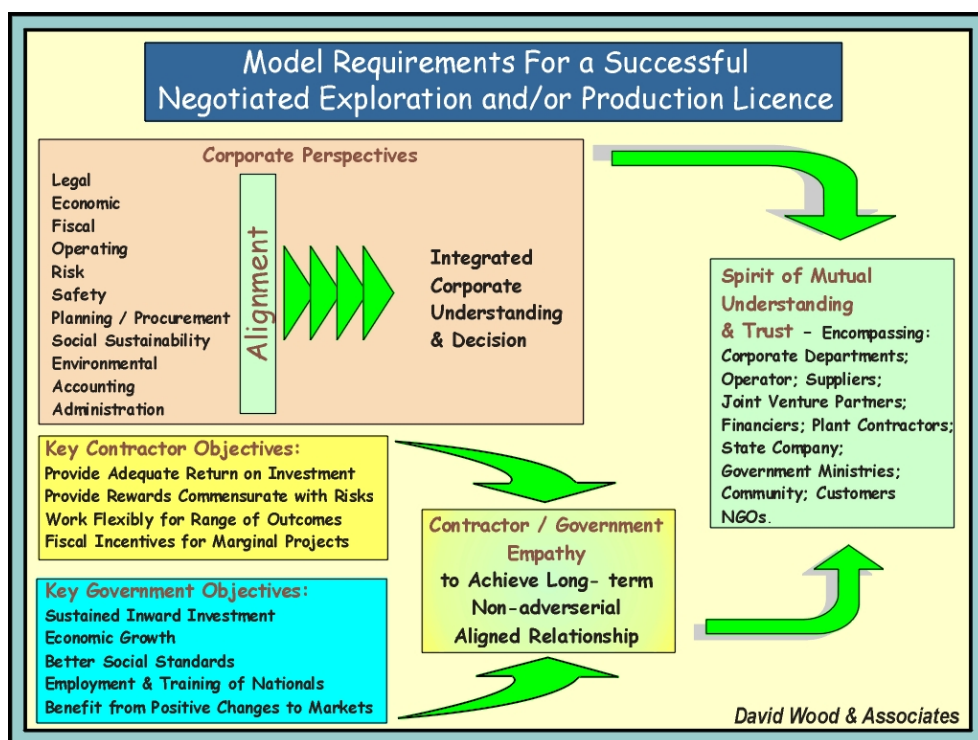 Model Requirements For a Successful
Negotiated Exploration and/or Production Licence
Corporate Perspectives
Legal
Economic
Fiscal
Operating
Risk
Safety
Planning / Procurement
Social Sustainability
Environmental
Accounting
Administration
Alignment
Integrated
Corporate
Understanding
& Decision
Spirit of Mutual
Understanding
& Trust - Encompassing:
Corporate Departments;
Operator; Suppliers;
Joint Venture Partners;
Financiers; Plant Contractors;
State Company;
Government Ministries;
Community; Customers
NGOs.
Key Contractor Objectives:
Provide Adequate Return on Investment
Provide Rewards Commensurate with Risks
Work Flexibly for Range of Outcomes
Fiscal Incentives for Marginal Projects
Contractor / Government
Empathy
to Achieve Long- term
Non-adverserial
Aligned Relationship
Key Government Objectives:
Sustained Inward Investment
Economic Growth
Better Social Standards
Employment & Training of Nationals
Benefit from Positive Changes to Markets
David Wood & Associates